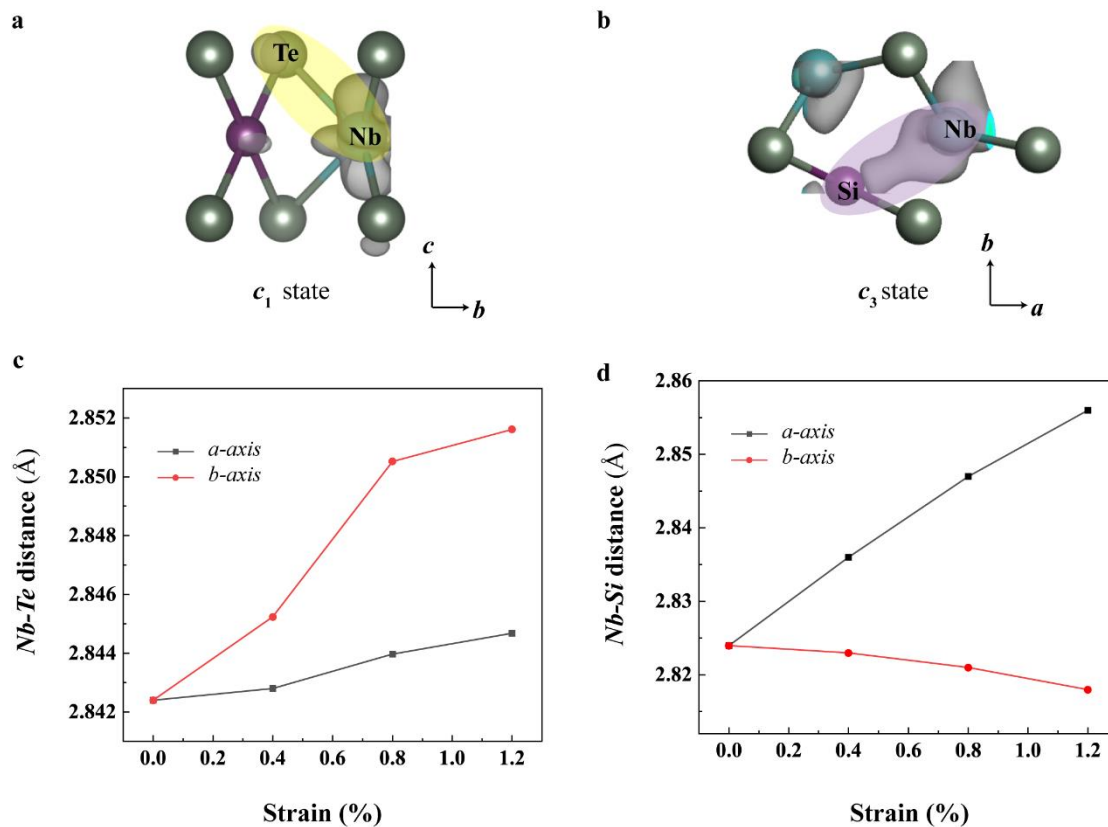 a
b
Te
Nb
Nb
Si
c
b
c₁ state
b
a
c₃ state
c
d
Nb-Te distance (Å)
2.852
2.850
2.848
2.846
2.844
2.842
a-axis
b-axis
0.0 0.2 0.4 0.6 0.8 1.0 1.2
Strain (%)
Nb-Si distance (Å)
2.86
2.85
2.84
2.83
2.82
a-axis
b-axis
0.0 0.2 0.4 0.6 0.8 1.0 1.2
Strain (%)